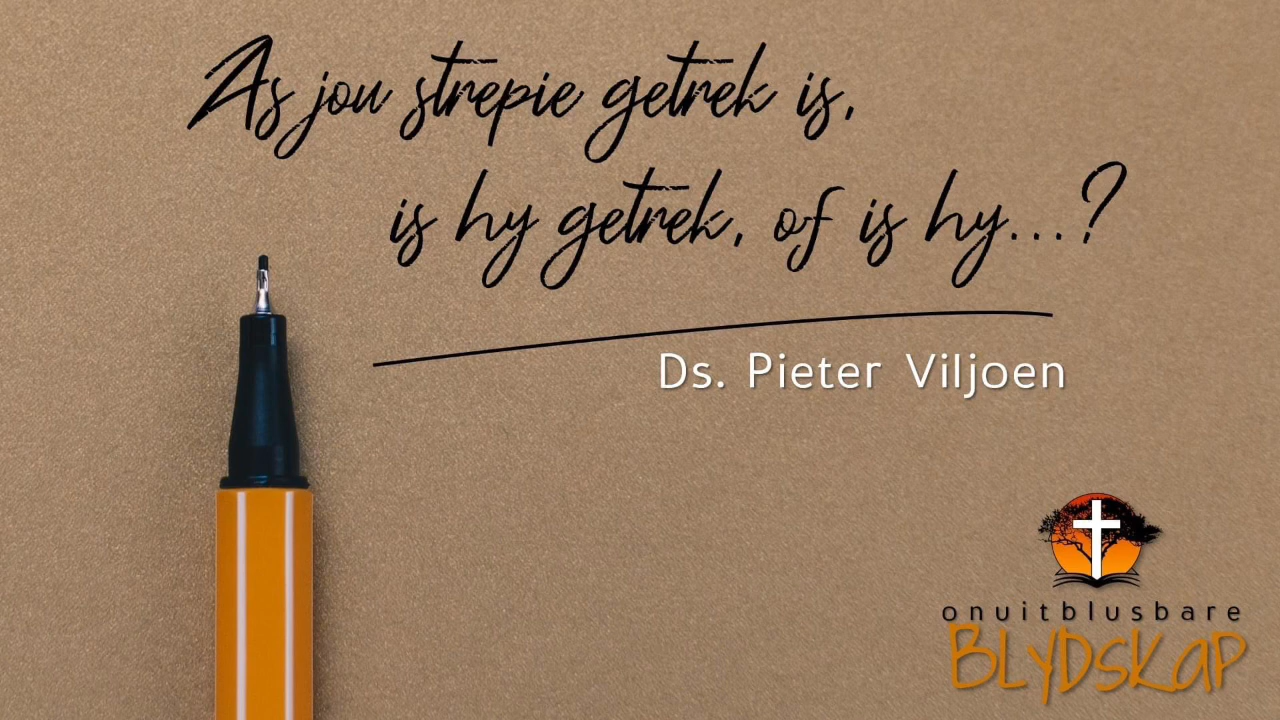 As jou strepie getrek is,
is hy getrek, of is hy...?
Ds. Pieter Viljoen
onuitblusbare
BLYDSKAP